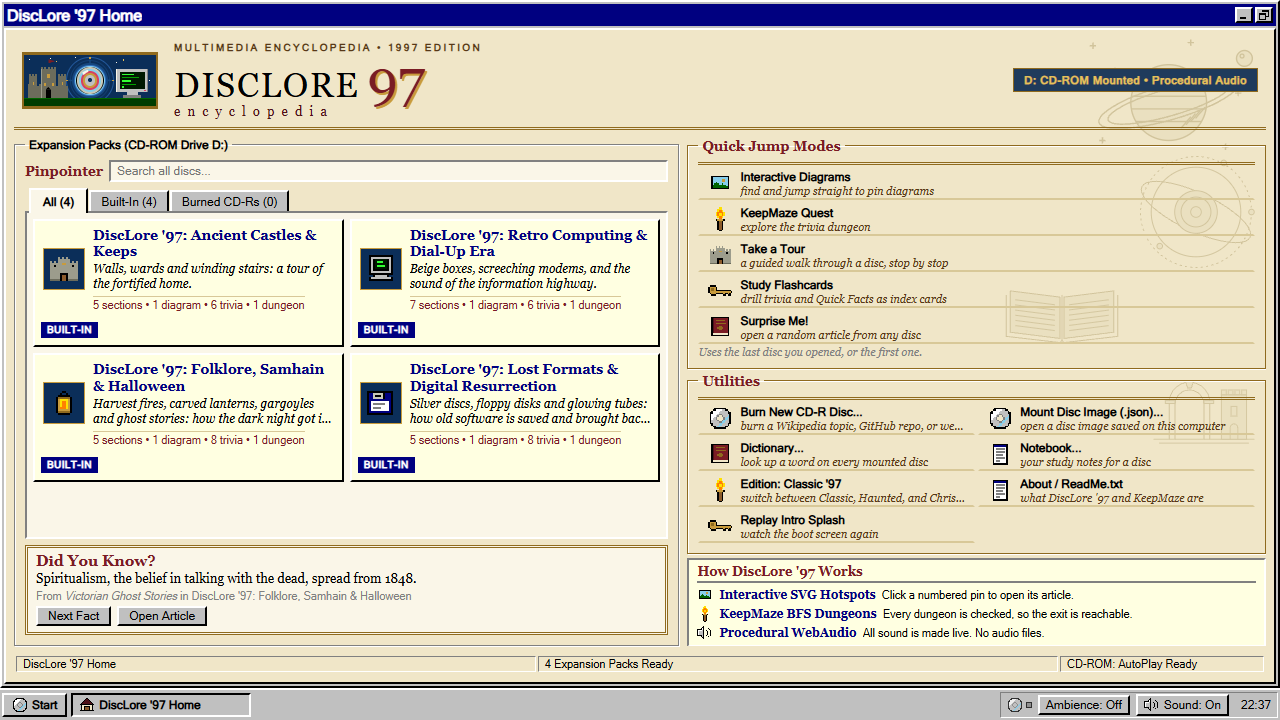 DiscLore '97 Home
MULTIMEDIA ENCYCLOPEDIA • 1997 EDITION
DISCLORE 97
encyclopedia
D: CD-ROM Mounted • Procedural Audio
Expansion Packs (CD-ROM Drive D:)
Pinpointer Search all discs...
All (4) Built-In (4) Burned CD-Rs (0)
DiscLore '97: Ancient Castles &
Keeps
Walls, wards and winding stairs: a tour of
the fortified home.
5 sections • 1 diagram • 6 trivia • 1 dungeon
BUILT-IN
DiscLore '97: Retro Computing &
Dial-Up Era
Beige boxes, screeching modems, and the
sound of the information highway.
7 sections • 1 diagram • 6 trivia • 1 dungeon
BUILT-IN
DiscLore '97: Folklore, Samhain
& Halloween
Harvest fires, carved lanterns, gargoyles
and ghost stories: how the dark night got i...
5 sections • 1 diagram • 8 trivia • 1 dungeon
BUILT-IN
DiscLore '97: Lost Formats &
Digital Resurrection
Silver discs, floppy disks and glowing tubes:
how old software is saved and brought bac...
5 sections • 1 diagram • 8 trivia • 1 dungeon
BUILT-IN
Did You Know?
Spiritualism, the belief in talking with the dead, spread from 1848.
From Victorian Ghost Stories in DiscLore '97: Folklore, Samhain & Halloween
Next Fact Open Article
Quick Jump Modes
Interactive Diagrams
find and jump straight to pin diagrams
KeepMaze Quest
explore the trivia dungeon
Take a Tour
a guided walk through a disc, stop by stop
Study Flashcards
drill trivia and Quick Facts as index cards
Surprise Me!
open a random article from any disc
Uses the last disc you opened, or the first one.
Utilities
Burn New CD-R Disc...
burn a Wikipedia topic, GitHub repo, or we...
Mount Disc Image (.json)...
open a disc image saved on this computer
Dictionary...
look up a word on every mounted disc
Notebook...
your study notes for a disc
Edition: Classic '97
switch between Classic, Haunted, and Chris...
About / ReadMe.txt
what DiscLore '97 and KeepMaze are
Replay Intro Splash
watch the boot screen again
How DiscLore '97 Works
Interactive SVG Hotspots Click a numbered pin to open its article.
KeepMaze BFS Dungeons Every dungeon is checked, so the exit is reachable.
Procedural WebAudio All sound is made live. No audio files.
DiscLore '97 Home 4 Expansion Packs Ready CD-ROM: AutoPlay Ready
Start DiscLore '97 Home Ambience: Off Sound: On 22:37